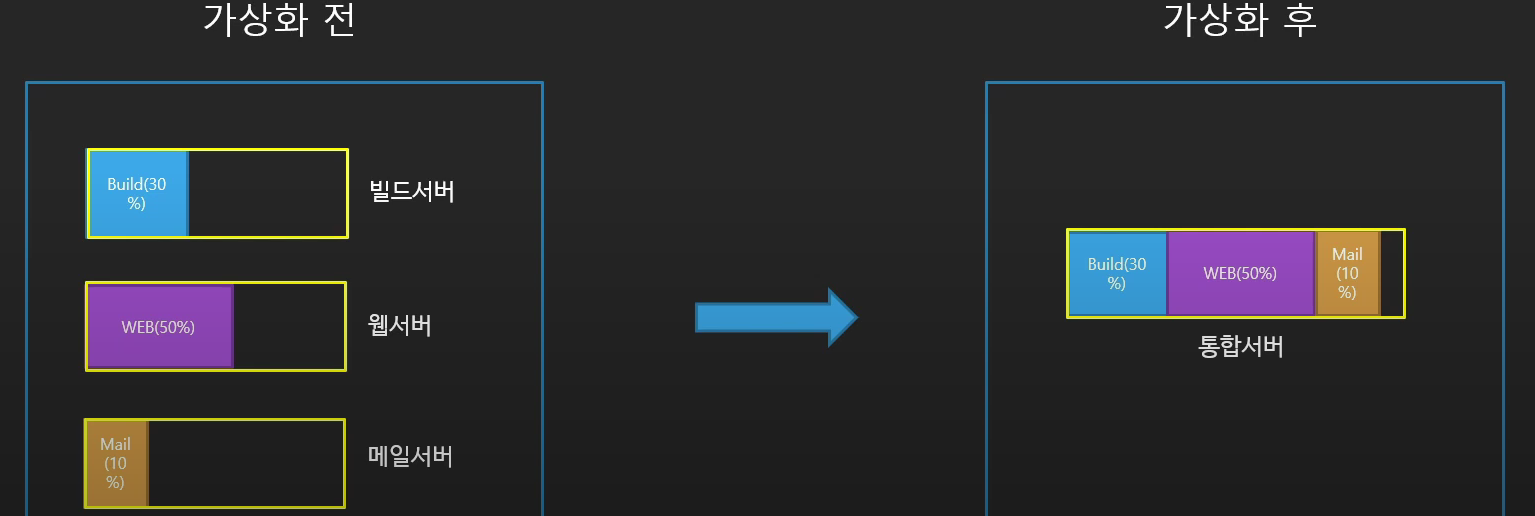 가상화 전
가상화 후
Build(30
%)
빌드서버
WEB(50%)
웹서버
Mail
(10
%)
메일서버
Build(30
%)
WEB(50%)
Mail
(10
%)
통합서버